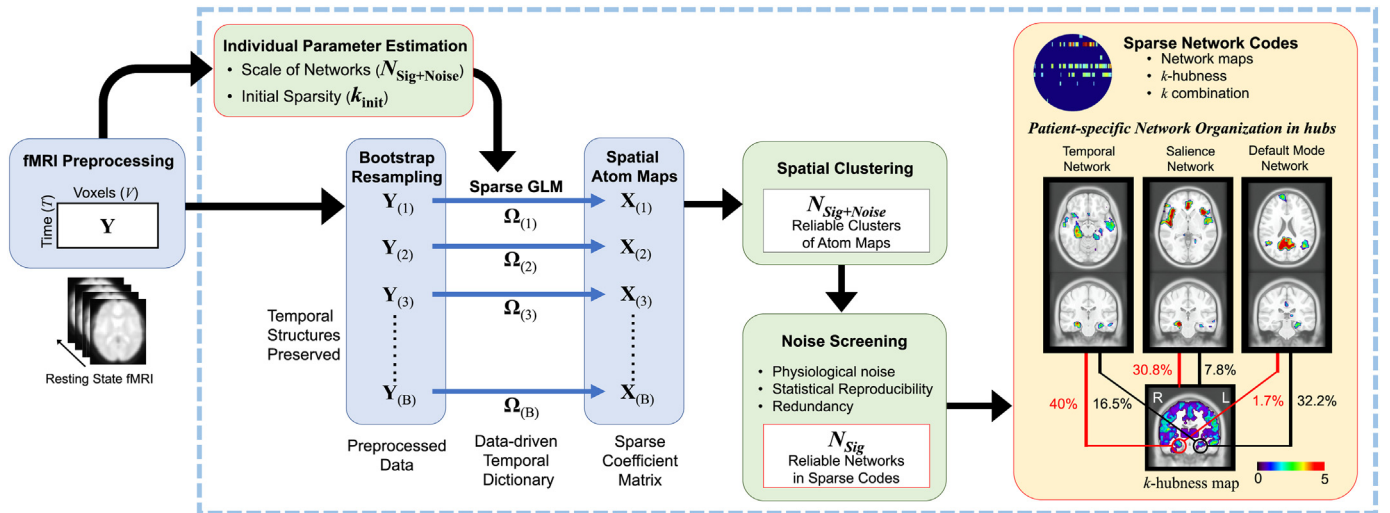 fMRI Preprocessing
Voxels (V)
Time (T)
Y
Resting State fMRI
Individual Parameter Estimation
• Scale of Networks (N_Sig+Noise)
• Initial Sparsity (k_init)
Bootstrap
Resampling
Y(1)
Y(2)
Y(3)
Y(B)
Temporal
Structures
Preserved
Preprocessed
Data
Sparse GLM
Ω(1)
Ω(2)
Ω(3)
Ω(B)
Data-driven
Temporal
Dictionary
Spatial
Atom Maps
X(1)
X(2)
X(3)
X(B)
Sparse
Coefficient
Matrix
Spatial Clustering
N_Sig+Noise
Reliable Clusters
of Atom Maps
Noise Screening
• Physiological noise
• Statistical Reproducibility
• Redundancy
N_Sig
Reliable Networks
in Sparse Codes
Sparse Network Codes
• Network maps
• k-hubness
• k combination
Patient-specific Network Organization in hubs
Temporal
Network
Salience
Network
Default Mode
Network
30.8%
7.8%
40%
16.5%
R
L
1.7%
32.2%
0
5
k-hubness map